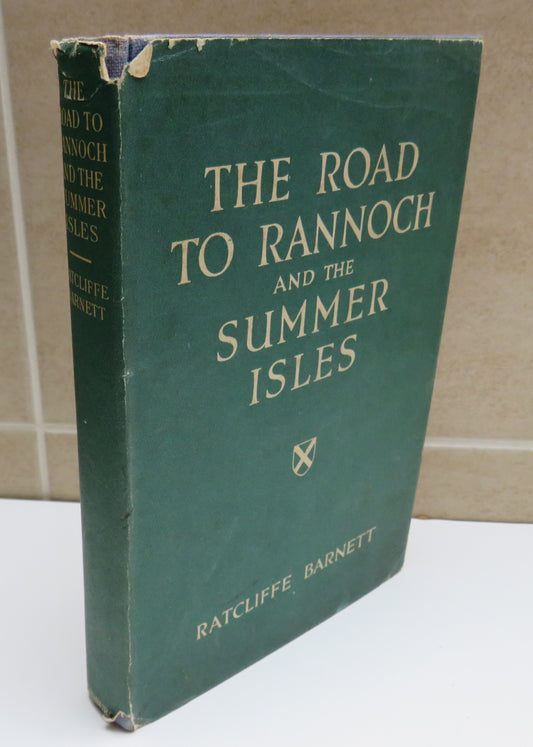 THE
ROAD TO
RANNOCH
AND THE
SUMMER
ISLES
RATCLIFFE
BARNETT
THE ROAD
TO RANNOCH
AND THE
SUMMER
ISLES
RATCLIFFE BARNETT